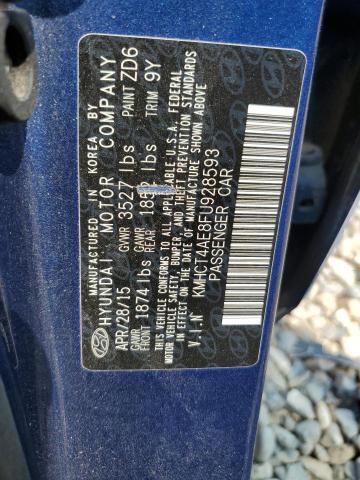 MANUFACTURED IN KOREA BY
HYUNDAI MOTOR COMPANY
APR/28/15 GVWR 3527 lbs PAINT ZD6
GAWR FRONT 1874 lbs GAWR REAR lbs TRIM 9Y
THIS VEHICLE CONFORMS TO ALL APPLICABLE U.S.A. FEDERAL
MOTOR VEHICLE SAFETY, BUMPER, AND THEFT PREVENTION STANDARDS
IN EFFECT ON THE DATE OF MANUFACTURE SHOWN ABOVE
V.I.N KMHCT4AE8FU928593
PASSENGER CAR